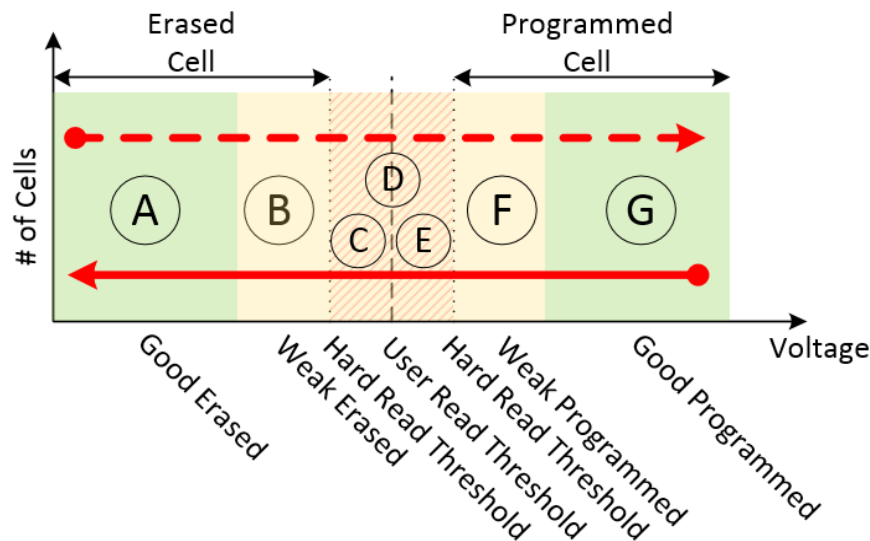 Erased
Cell
Programmed
Cell
# of Cells
A
B
C
D
E
F
G
Voltage
Good Erased
Weak Erased
Hard Read Threshold
User Read Threshold
Hard Read Threshold
Weak Programmed
Good Programmed